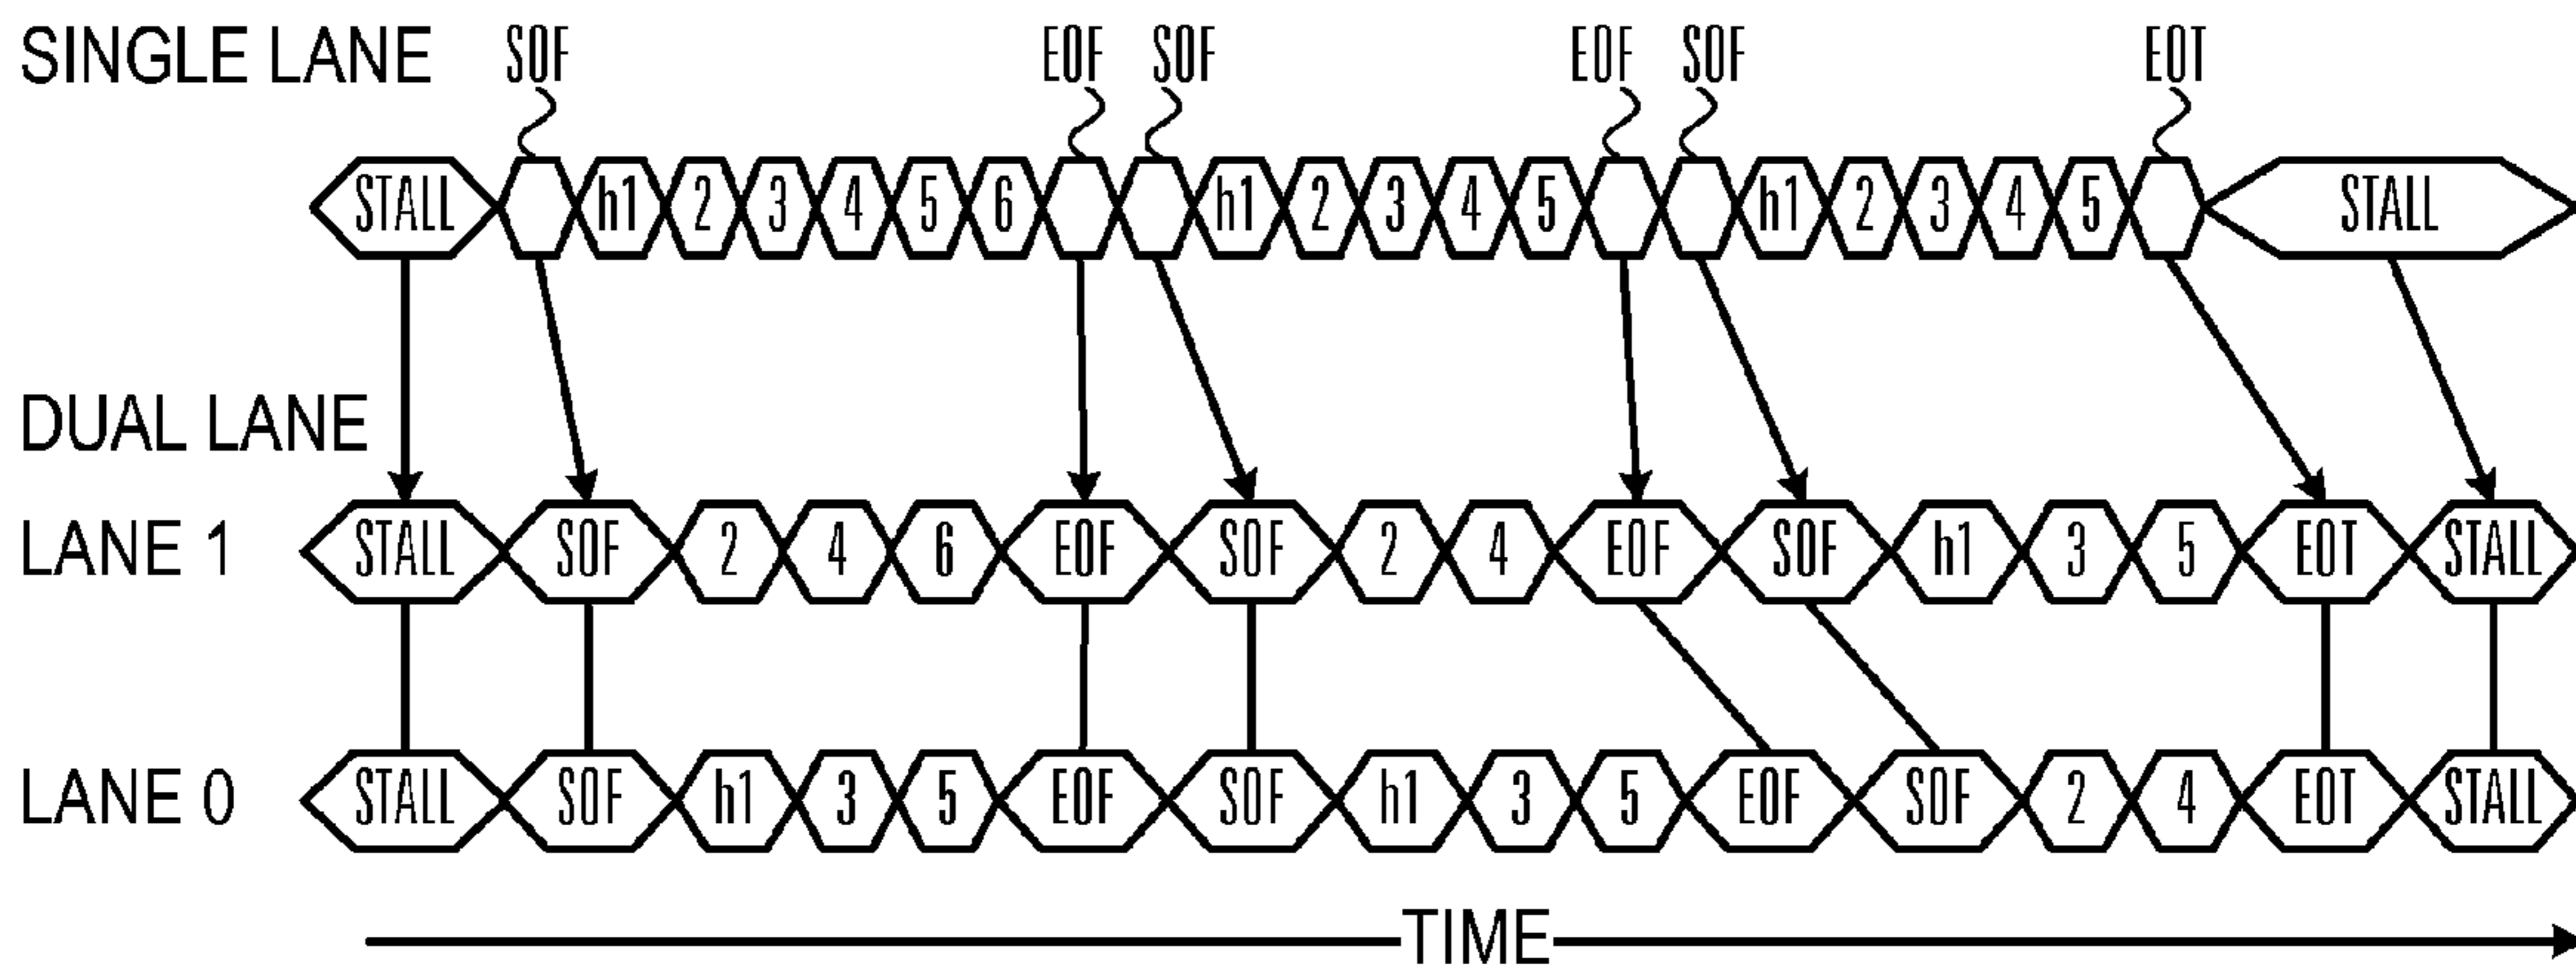 SINGLE LANE SOF EOF SOF EOF SOF EOT
STALL h1 2 3 4 5 6 h1 2 3 4 5 h1 2 3 4 5 STALL
DUAL LANE
LANE 1 STALL SOF 2 4 6 EOF SOF 2 4 EOF SOF h1 3 5 EOT STALL
LANE 0 STALL SOF h1 3 5 EOF SOF h1 3 5 EOF SOF 2 4 EOT STALL
TIME